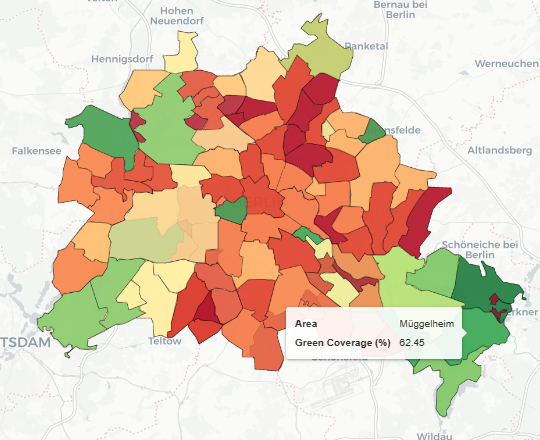 Bernau bei
Berlin
Hohen
Neuendorf
Panketal
Hennigsdorf
Werneuchen
Falkensee
Altlandsberg
Schöneiche bei
Berlin
Area Müggelheim
Green Coverage (%) 62.45
TSDAM
Teltow
Wildau